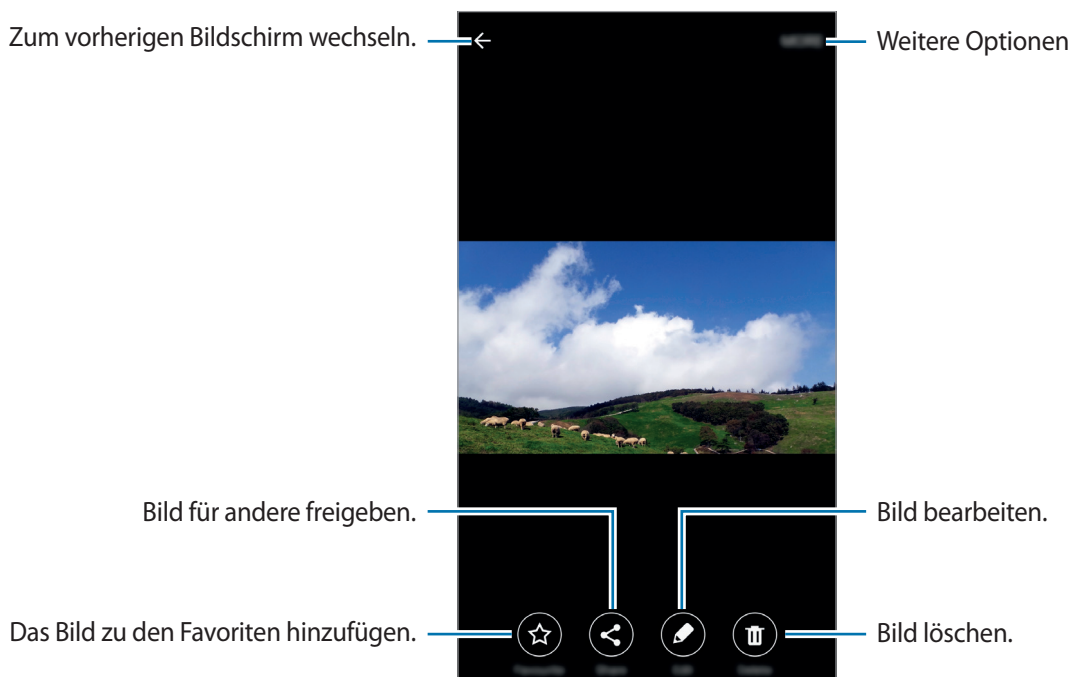 Zum vorherigen Bildschirm wechseln.
Weitere Optionen
Bild für andere freigeben.
Bild bearbeiten.
Das Bild zu den Favoriten hinzufügen.
Bild löschen.